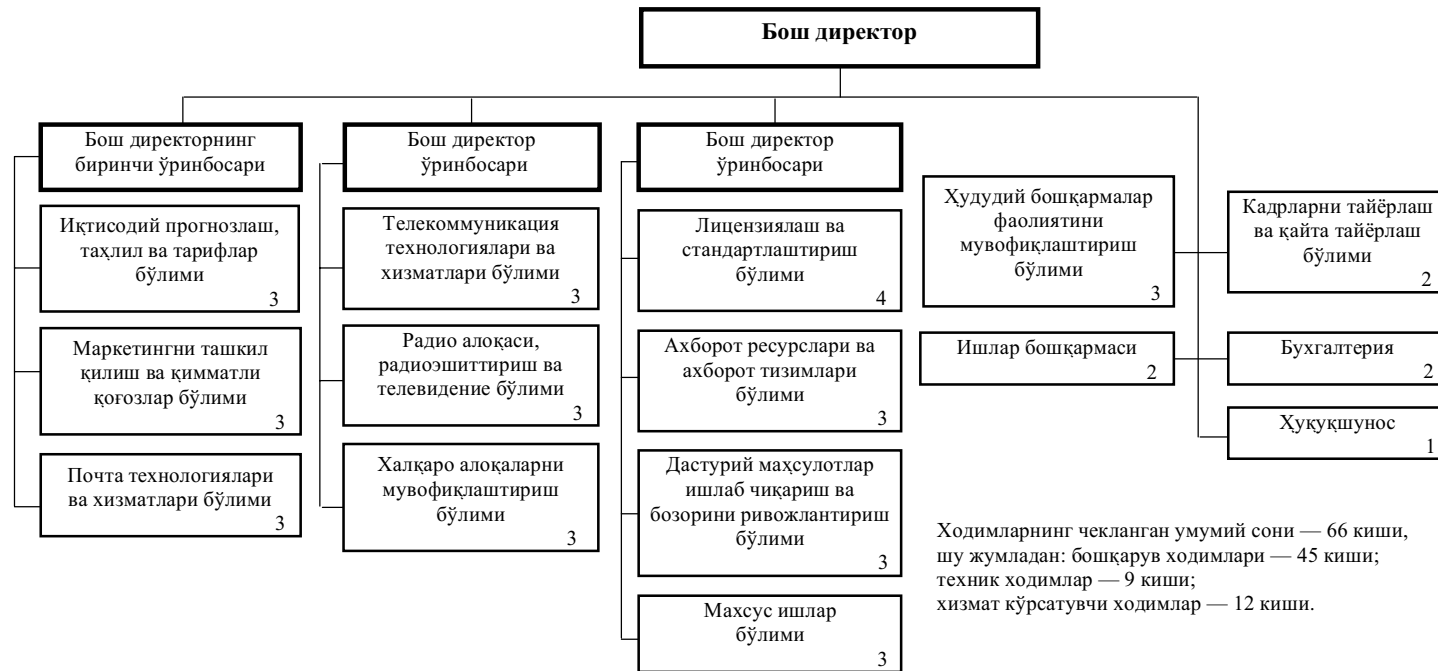 Бош директор
Бош директорнинг
биринчи ўринбосари
Иқтисодий прогнозлаш,
таҳлил ва тарифлар
бўлими
3
Маркетингни ташкил
қилиш ва қимматли
қоғозлар бўлими
3
Почта технологиялари
ва хизматлари бўлими
3
Бош директор
ўринбосари
Телекоммуникация
технологиялари ва
хизматлари бўлими
3
Радио алоқаси,
радиоэшиттириш ва
телевидение бўлими
3
Халқаро алоқаларни
мувофиқлаштириш
бўлими
3
Бош директор
ўринбосари
Лицензиялаш ва
стандартлаштириш
бўлими
4
Ахборот ресурслари ва
ахборот тизимлари
бўлими
3
Дастурий маҳсулотлар
ишлаб чиқариш ва
бозорини ривожлантириш
бўлими
3
Махсус ишлар
бўлими
3
Ҳудудий бошқармалар
фаолиятини
мувофиқлаштириш
бўлими
3
Ишлар бошқармаси
2
Кадрларни тайёрлаш
ва қайта тайёрлаш
бўлими
2
Бухгалтерия
2
Ҳуқуқшунос
1
Ходимларнинг чекланган умумий сони — 66 киши,
шу жумладан: бошқарув ходимлари — 45 киши;
техник ходимлар — 9 киши;
хизмат кўрсатувчи ходимлар — 12 киши.